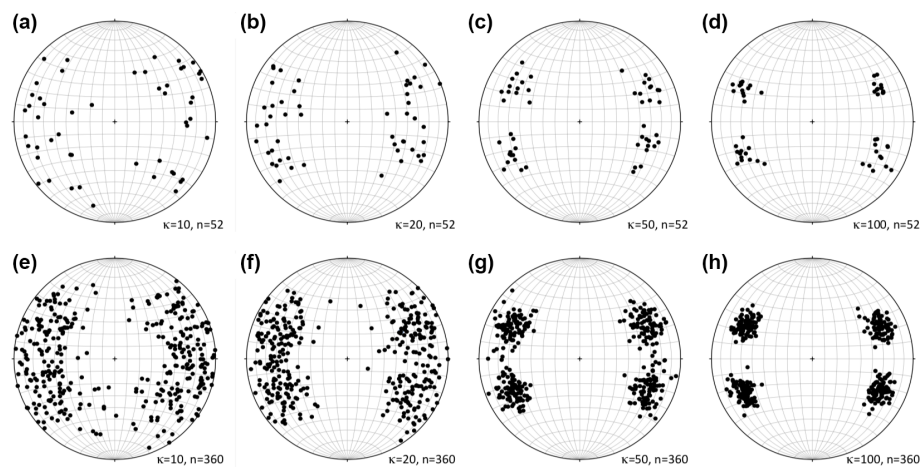 (a) (b) (c) (d)
κ=10, n=52 κ=20, n=52 κ=50, n=52 κ=100, n=52
(e) (f) (g) (h)
κ=10, n=360 κ=20, n=360 κ=50, n=360 κ=100, n=360